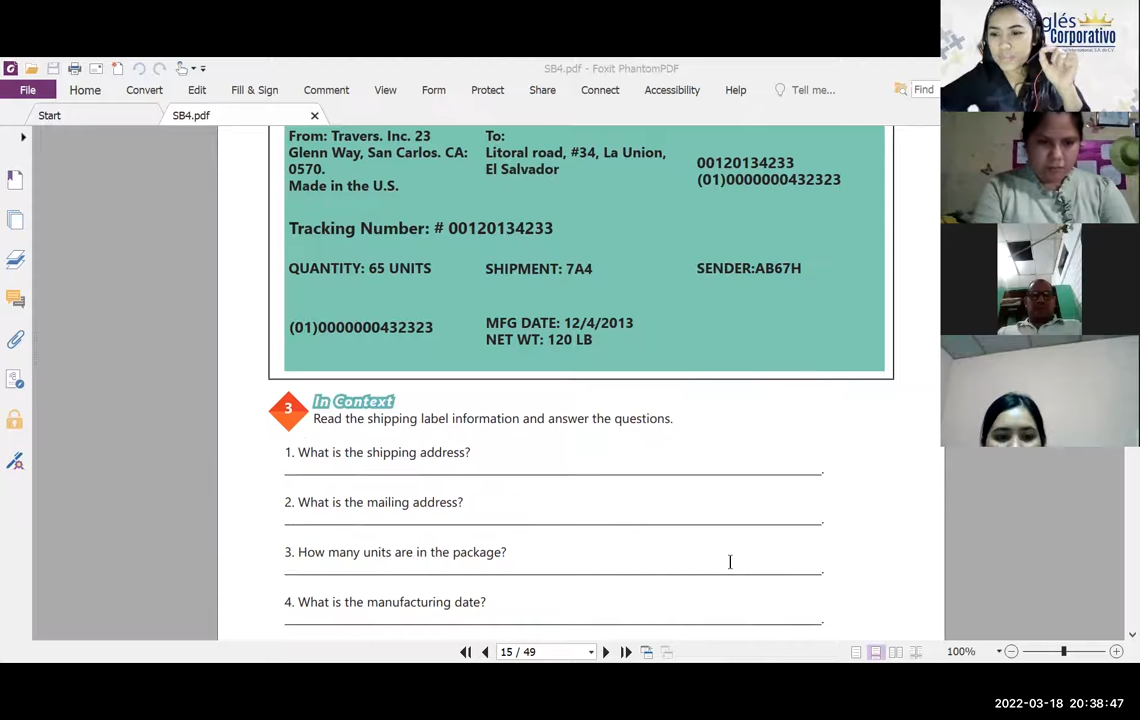 glés
Corporativo
SB4.pdf - Foxit PhantomPDF
File Home Convert Edit Fill & Sign Comment View Form Protect Share Connect Accessibility Help Tell me... Find
Start SB4.pdf
From: Travers. Inc. 23
Glenn Way, San Carlos. CA:
0570.
Made in the U.S.
To:
Litoral road, #34, La Union,
El Salvador
00120134233
(01)0000000432323
Tracking Number: # 00120134233
QUANTITY: 65 UNITS SHIPMENT: 7A4 SENDER:AB67H
(01)0000000432323
MFG DATE: 12/4/2013
NET WT: 120 LB
3 In Context
Read the shipping label information and answer the questions.
1. What is the shipping address?
2. What is the mailing address?
3. How many units are in the package?
4. What is the manufacturing date?
15 / 49 100%
2022-03-18 20:38:47